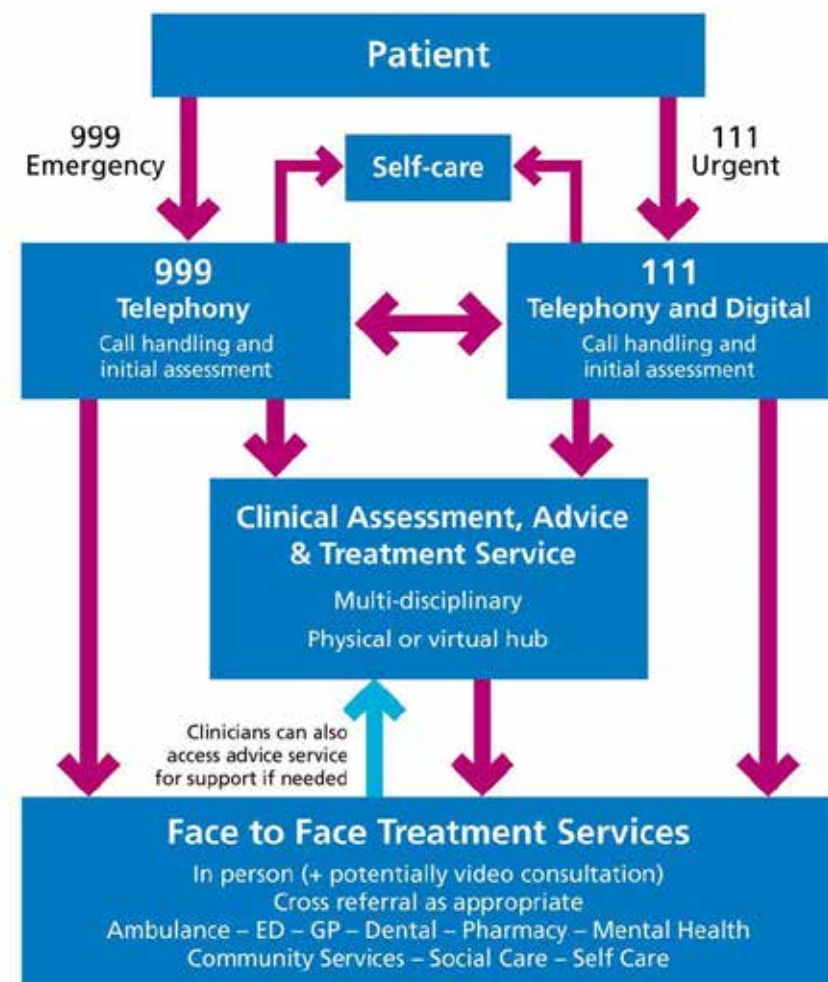 Patient
999
Emergency
Self-care
111
Urgent
999
Telephony
Call handling and
initial assessment
111
Telephony and Digital
Call handling and
initial assessment
Clinical Assessment, Advice
& Treatment Service
Multi-disciplinary
Physical or virtual hub
Clinicians can also
access advice service
for support if needed
Face to Face Treatment Services
In person (+ potentially video consultation)
Cross referral as appropriate
Ambulance – ED – GP – Dental – Pharmacy – Mental Health
Community Services – Social Care – Self Care